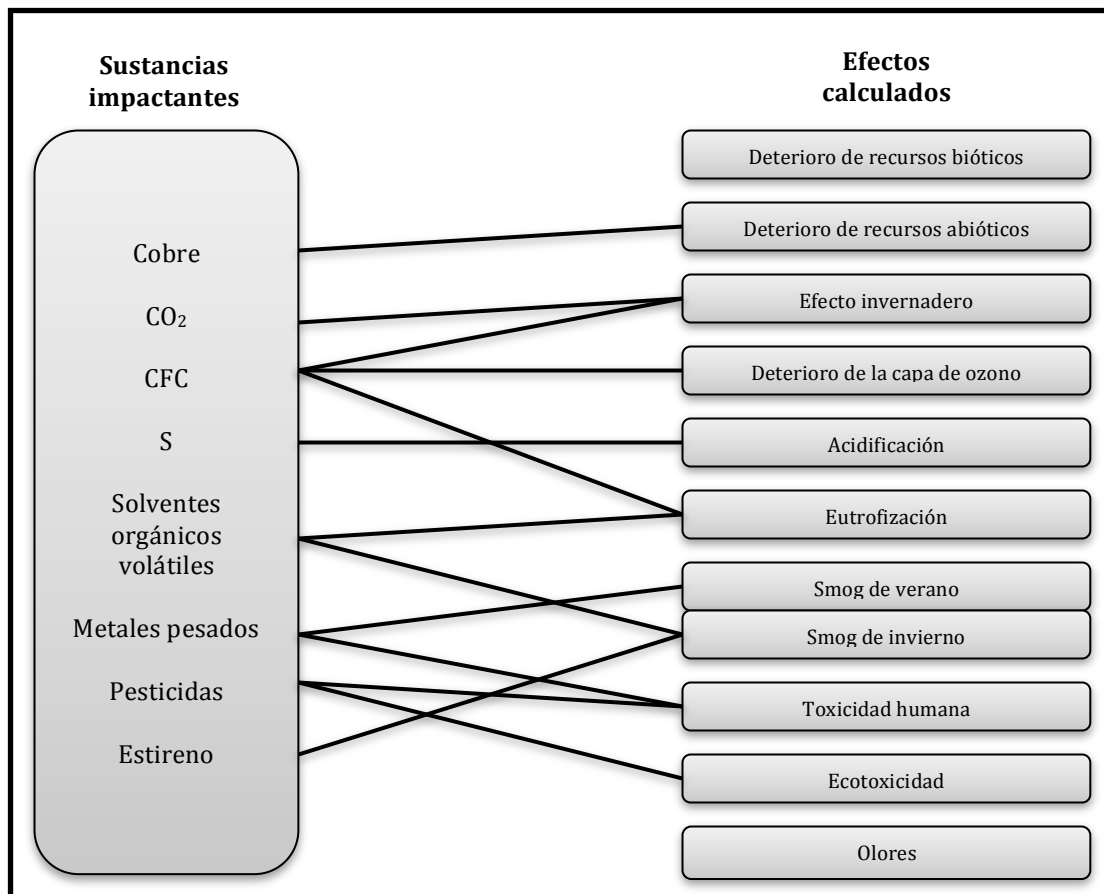 Sustancias
impactantes
Cobre
CO₂
CFC
S
Solventes
orgánicos
volátiles
Metales pesados
Pesticidas
Estireno
Efectos
calculados
Deterioro de recursos bióticos
Deterioro de recursos abióticos
Efecto invernadero
Deterioro de la capa de ozono
Acidificación
Eutrofización
Smog de verano
Smog de invierno
Toxicidad humana
Ecotoxicidad
Olores